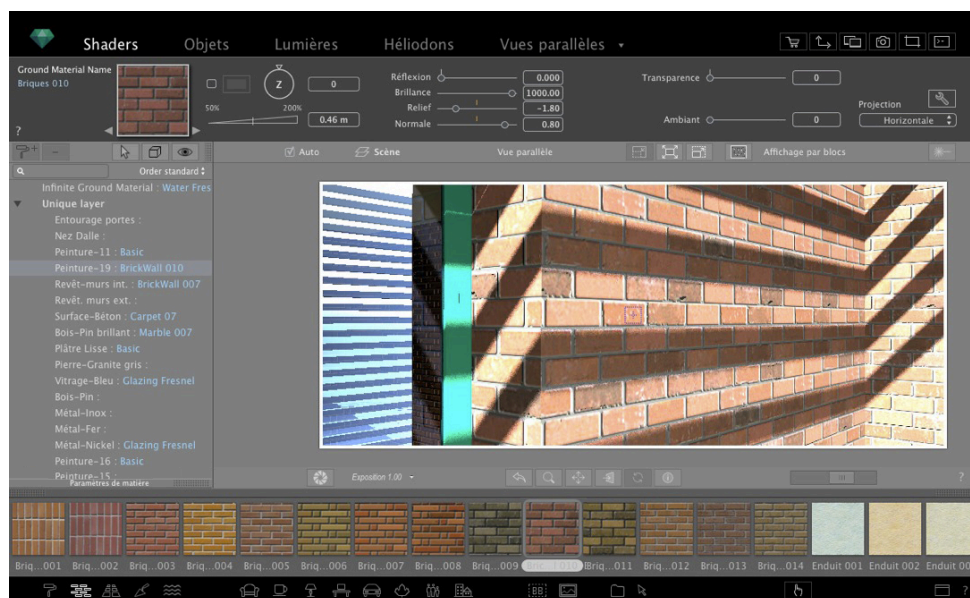 Shaders Objets Lumières Héliodons Vues parallèles
Ground Material Name
Briques 010
50% 200%
Z
0
0.46 m
Réflexion 0.000
Brillance 1000.00
Relief -1.80
Normale 0.80
Transparence 0
Ambiant 0
Projection
Horizontale
?
Auto Scène Vue parallèle Affichage par blocs
Order standard
Infinite Ground Material : Water Fres
Unique layer
Entourage portes :
Nez Dalle :
Peinture-11 : Basic
Peinture-19 : BrickWall 010
Revêt-murs int. : BrickWall 007
Revêt. murs ext. :
Surface-Béton : Carpet 07
Bois-Pin brillant : Marble 007
Plâtre Lisse : Basic
Pierre-Granite gris :
Vitrage-Bleu : Glazing Fresnel
Bois-Pin :
Métal-Inox :
Métal-Fer :
Métal-Nickel : Glazing Fresnel
Peinture-16 : Basic
Peinture-15 :
Paramètres de matière
Exposition 1.00
?
Briq...001 Briq...002 Briq...003 Briq...004 Briq...005 Briq...006 Briq...007 Briq...008 Briq...009 Briq...011 Briq...012 Briq...013 Briq...014 Enduit 001 Enduit 002 Enduit 00
? BB ?